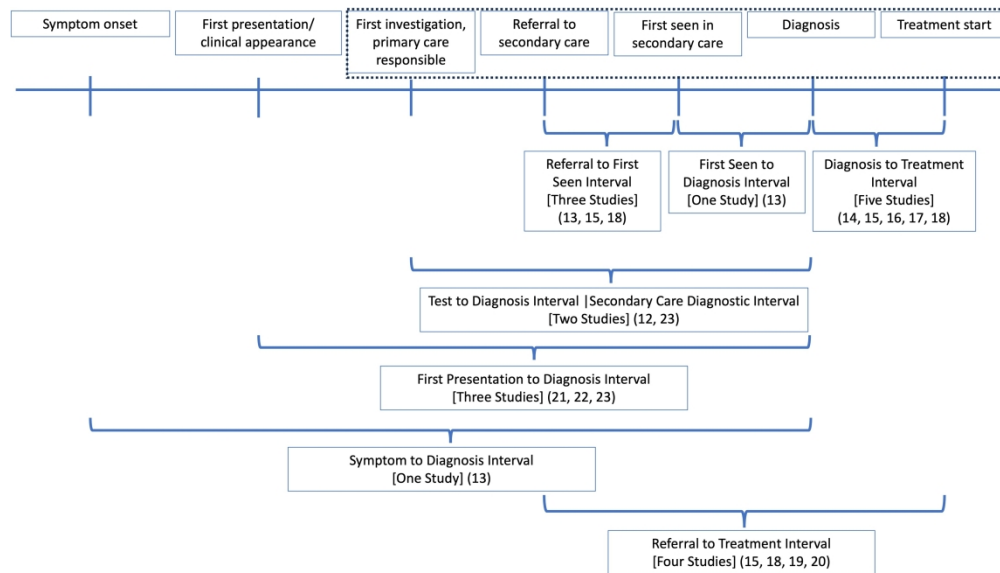 Symptom onset
First presentation/
clinical appearance
First investigation,
primary care
responsible
Referral to
secondary care
First seen in
secondary care
Diagnosis
Treatment start
Referral to First
Seen Interval
[Three Studies]
(13, 15, 18)
First Seen to
Diagnosis Interval
[One Study] (13)
Diagnosis to Treatment
Interval
[Five Studies]
(14, 15, 16, 17, 18)
Test to Diagnosis Interval |Secondary Care Diagnostic Interval
[Two Studies] (12, 23)
First Presentation to Diagnosis Interval
[Three Studies] (21, 22, 23)
Symptom to Diagnosis Interval
[One Study] (13)
Referral to Treatment Interval
[Four Studies] (15, 18, 19, 20)